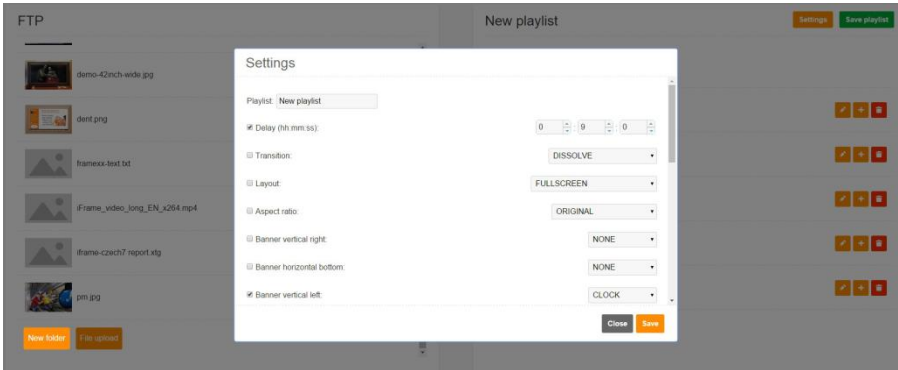 FTP
New playlist
Settings
Save playlist
demo-42inch-wide.jpg
dent.png
framexx-text.txt
iFrame_video_long_EN_x264.mp4
iframe-czech7 report.xtg
pm.jpg
New folder
File upload
Settings
Playlist: New playlist
Delay (hh:mm:ss): 0 : 9 : 0
Transition: DISSOLVE
Layout: FULLSCREEN
Aspect ratio: ORIGINAL
Banner vertical right: NONE
Banner horizontal bottom: NONE
Banner vertical left: CLOCK
Close Save